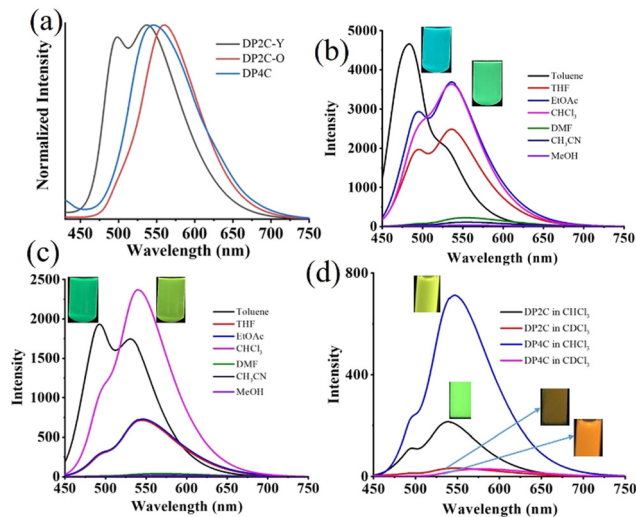 (a)
Normalized Intensity
DP2C-Y
DP2C-O
DP4C
450 500 550 600 650 700 750
Wavelength (nm)
(b)
Intensity
5000
4000
3000
2000
1000
0
Toluene
THF
EtOAc
CHCl₃
DMF
CH₃CN
MeOH
450 500 550 600 650 700 750
Wavelength (nm)
(c)
Intensity
2500
2000
1500
1000
500
0
Toluene
THF
EtOAc
CHCl₃
DMF
CH₃CN
MeOH
450 500 550 600 650 700 750
Wavelength (nm)
(d)
Intensity
800
600
400
200
0
DP2C in CHCl₃
DP2C in CDCl₃
DP4C in CHCl₃
DP4C in CDCl₃
450 500 550 600 650 700 750
Wavelength (nm)